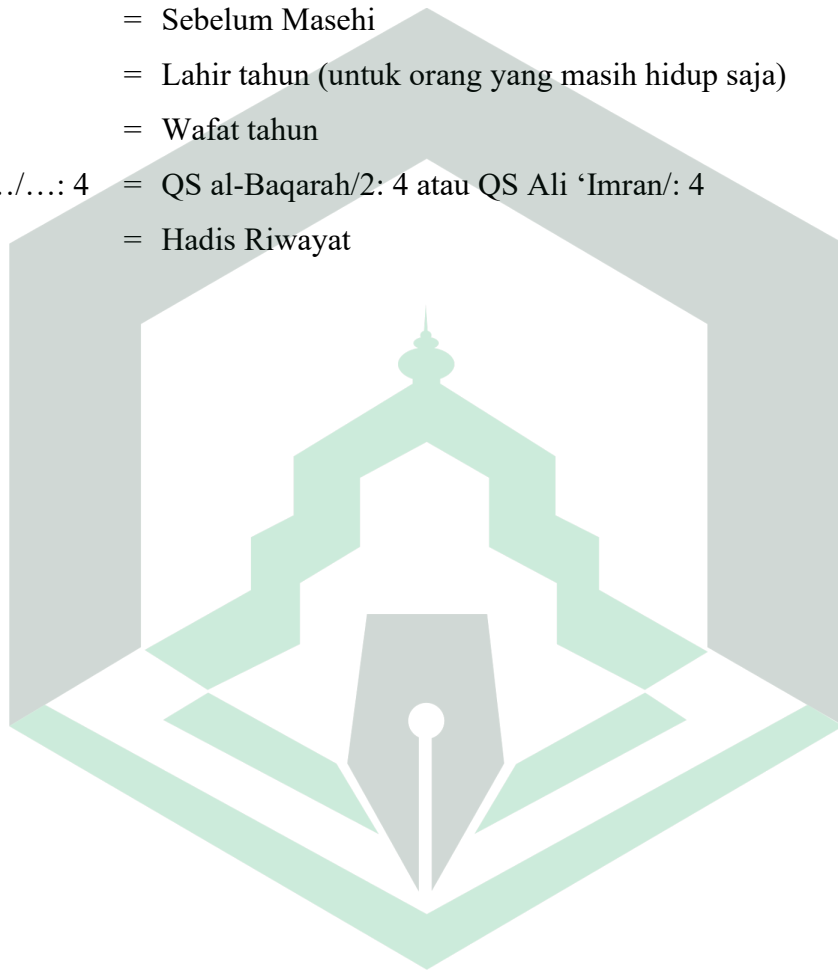 = Sebelum Masehi
= Lahir tahun (untuk orang yang masih hidup saja)
= Wafat tahun
../…: 4 = QS al-Baqarah/2: 4 atau QS Ali ‘Imran/: 4
= Hadis Riwayat